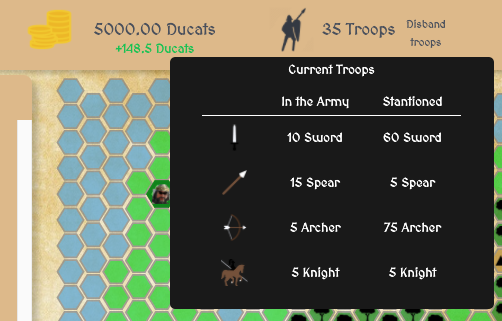 5000.00 Ducats
+148.5 Ducats
35 Troops
Disband
troops
Current Troops
In the Army Stantioned
10 Sword 60 Sword
15 Spear 5 Spear
5 Archer 75 Archer
5 Knight 5 Knight